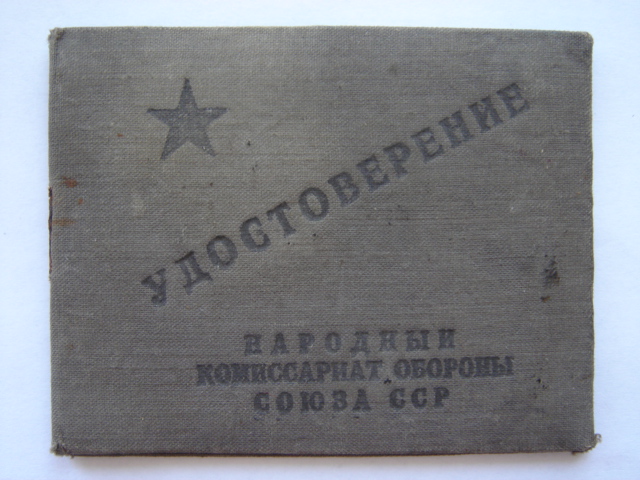 УДОСТОВЕРЕНИЕ
НАРОДНЫЙ
КОМИССАРИАТ ОБОРОНЫ
СОЮЗА ССР